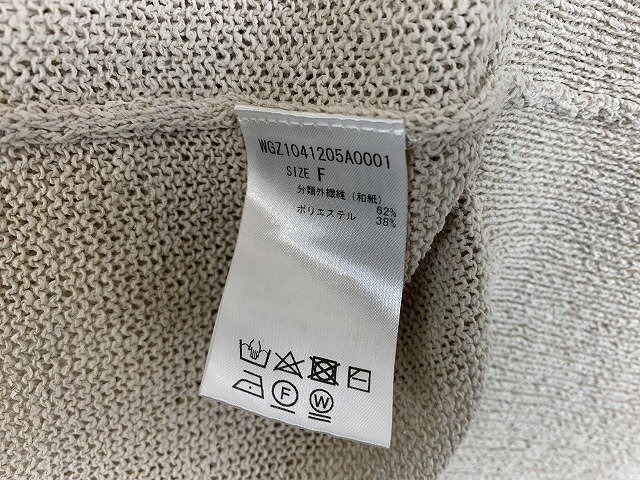 WGZ1041205A0001
SIZE F
分類外繊維（和紙）
62%
ポリエステル 38%
F W